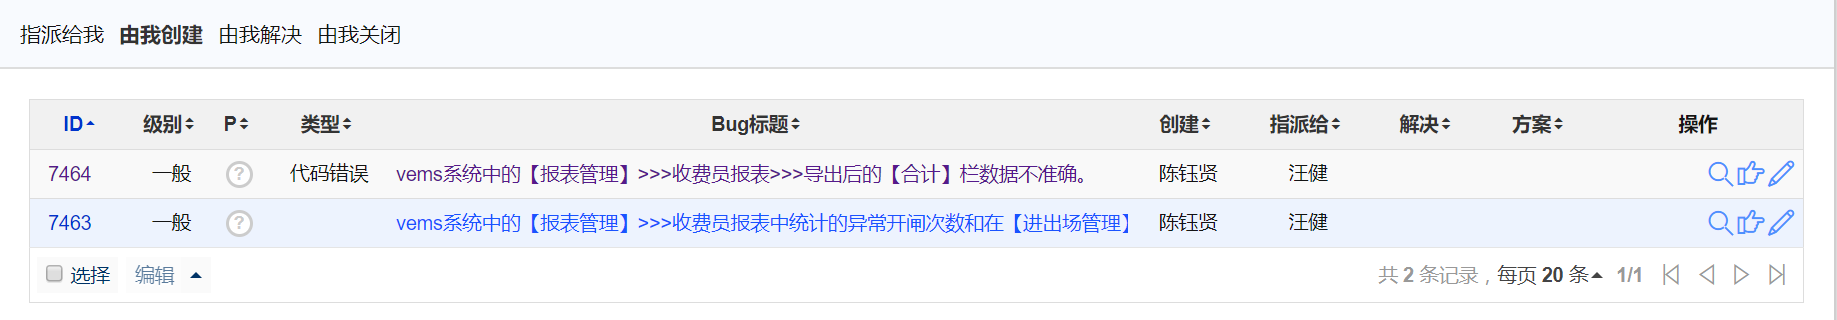 指派给我 由我创建 由我解决 由我关闭
ID 级别 P 类型 Bug标题 创建 指派给 解决 方案 操作
7464 一般 ? 代码错误 vems系统中的【报表管理】>>>收费员报表>>>导出后的【合计】栏数据不准确。 陈钰贤 汪健
7463 一般 ? vems系统中的【报表管理】>>>收费员报表中统计的异常开闸次数和在【进出场管理】 陈钰贤 汪健
选择 编辑 共 2 条记录，每页 20 条 1/1